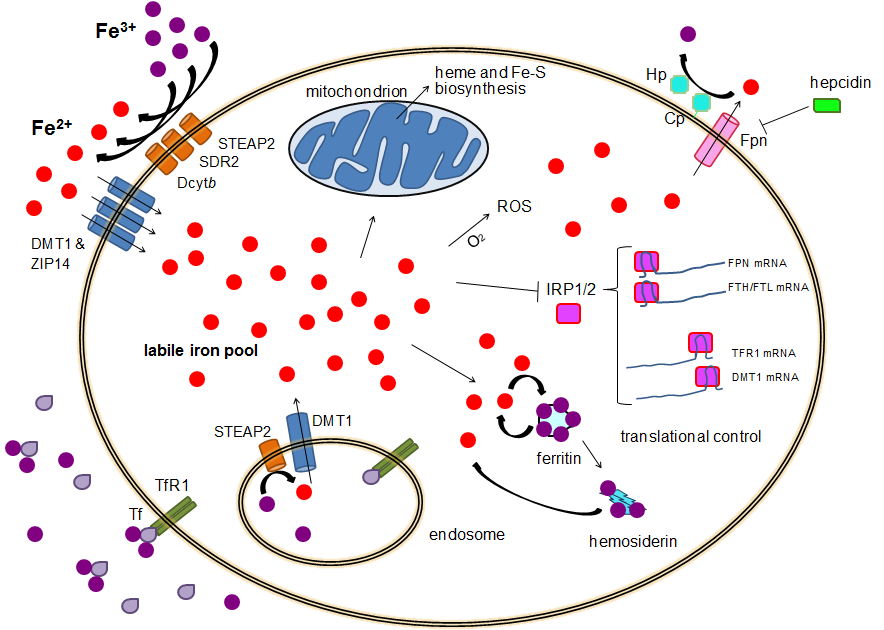 Fe3+
Fe2+
STEAP2
SDR2
Dcytb
DMT1 &
ZIP14
mitochondrion
heme and Fe-S
biosynthesis
Hp
Cp
Fpn
hepcidin
ROS
O2
IRP1/2
FPN mRNA
FTH/FTL mRNA
TFR1 mRNA
DMT1 mRNA
translational control
labile iron pool
STEAP2
DMT1
endosome
ferritin
hemosiderin
TfR1
Tf